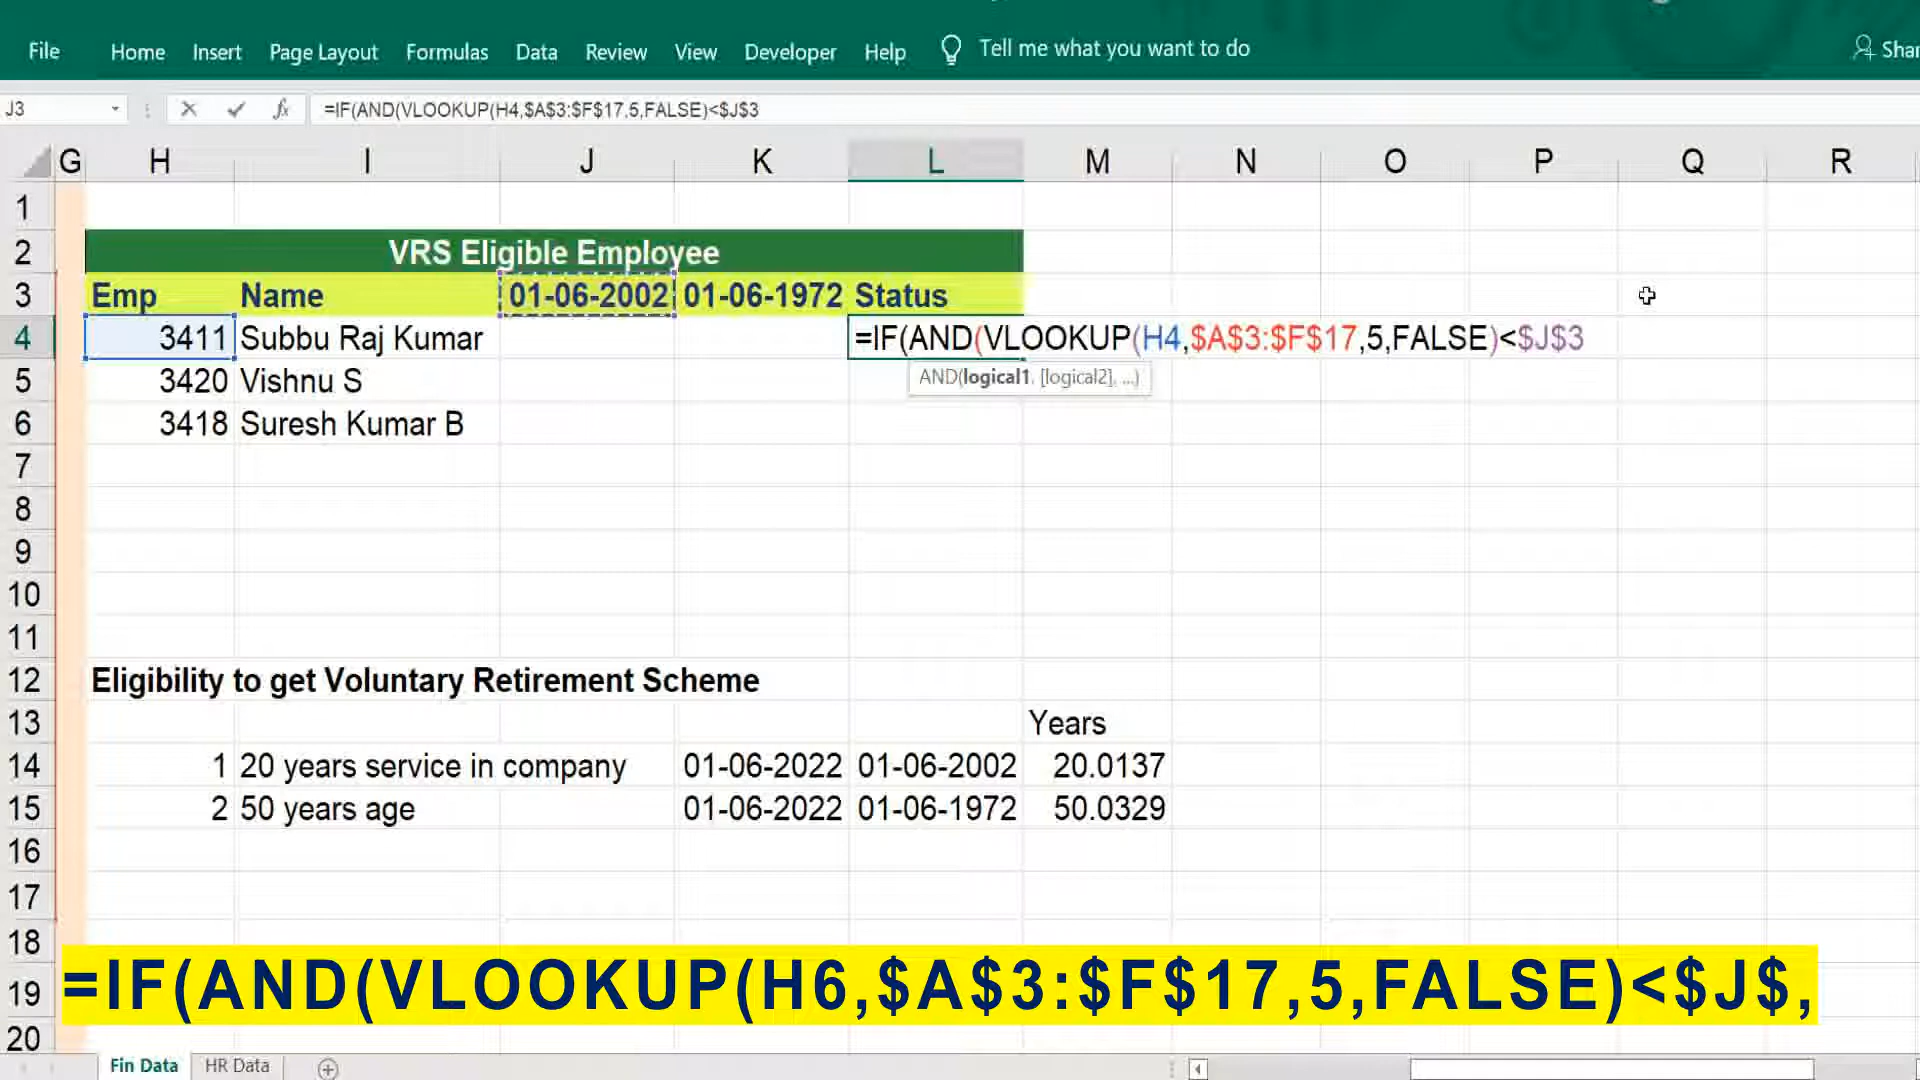 File Home Insert Page Layout Formulas Data Review View Developer Help Tell me what you want to do Shar
J3 fx =IF(AND(VLOOKUP(H4,$A$3:$F$17,5,FALSE)<$J$3
G H I J K L M N O P Q R
1
2 VRS Eligible Employee
3 Emp Name 01-06-2002 01-06-1972 Status
4 3411 Subbu Raj Kumar =IF(AND(VLOOKUP(H4,$A$3:$F$17,5,FALSE)<$J$3
AND(logical1, [logical2], ...)
5 3420 Vishnu S
6 3418 Suresh Kumar B
7
8
9
10
11
12 Eligibility to get Voluntary Retirement Scheme
13 Years
14 1 20 years service in company 01-06-2022 01-06-2002 20.0137
15 2 50 years age 01-06-2022 01-06-1972 50.0329
16
17
18
19 =IF(AND(VLOOKUP(H6,$A$3:$F$17,5,FALSE)<$J$,
20
Fin Data HR Data